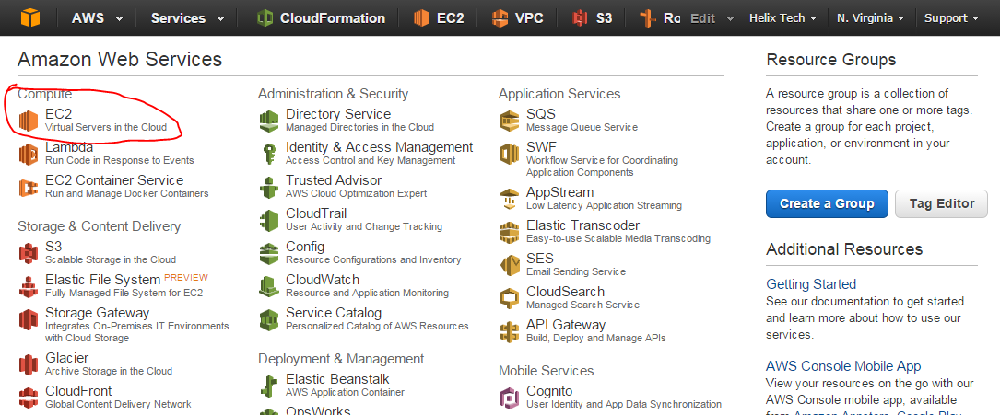 AWS Services CloudFormation EC2 VPC S3 Ro Edit Helix Tech N. Virginia Support
Amazon Web Services
Compute
EC2
Virtual Servers in the Cloud
Lambda
Run Code in Response to Events
EC2 Container Service
Run and Manage Docker Containers
Storage & Content Delivery
S3
Scalable Storage in the Cloud
Elastic File System PREVIEW
Fully Managed File System for EC2
Storage Gateway
Integrates On-Premises IT Environments
with Cloud Storage
Glacier
Archive Storage in the Cloud
CloudFront
Global Content Delivery Network
Administration & Security
Directory Service
Managed Directories in the Cloud
Identity & Access Management
Access Control and Key Management
Trusted Advisor
AWS Cloud Optimization Expert
CloudTrail
User Activity and Change Tracking
Config
Resource Configurations and Inventory
CloudWatch
Resource and Application Monitoring
Service Catalog
Personalized Catalog of AWS Resources
Deployment & Management
Elastic Beanstalk
AWS Application Container
OpsWorks
Application Services
SQS
Message Queue Service
SWF
Workflow Service for Coordinating
Application Components
AppStream
Low Latency Application Streaming
Elastic Transcoder
Easy-to-use Scalable Media Transcoding
SES
Email Sending Service
CloudSearch
Managed Search Service
API Gateway
Build, Deploy and Manage APIs
Mobile Services
Cognito
User Identity and App Data Synchronization
Resource Groups
A resource group is a collection of
resources that share one or more tags.
Create a group for each project,
application, or environment in your
account.
Create a Group Tag Editor
Additional Resources
Getting Started
See our documentation to get started
and learn more about how to use our
services.
AWS Console Mobile App
View your resources on the go with our
AWS Console mobile app, available
from Amazon Appstore, Google Play,